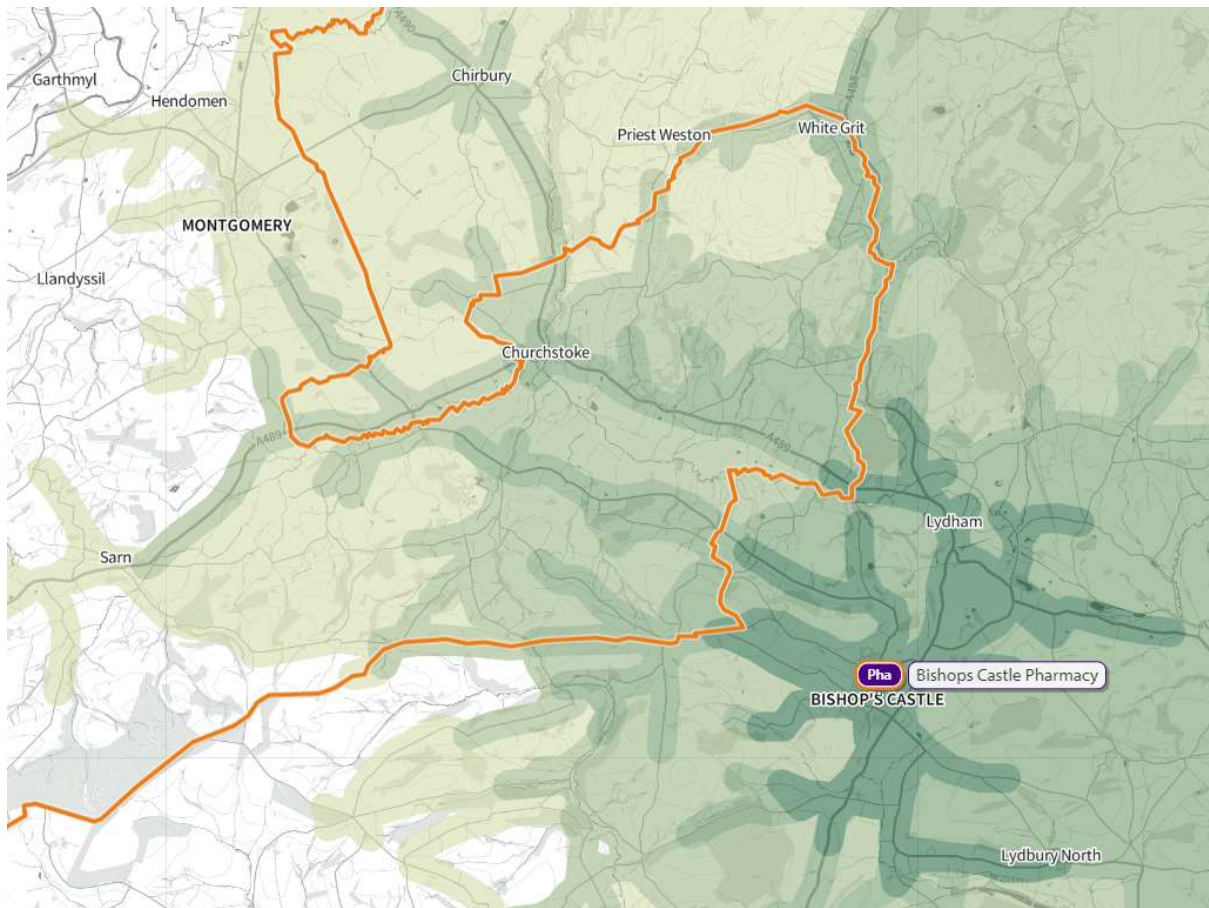 A490
Chirbury
Garthmyl
Hendomen
A488
Priest Weston
White Grit
MONTGOMERY
Llandyssil
Churchstoke
A489
A489
Lydham
Sarn
Pha
Bishops Castle Pharmacy
BISHOP'S CASTLE
Lydbury North